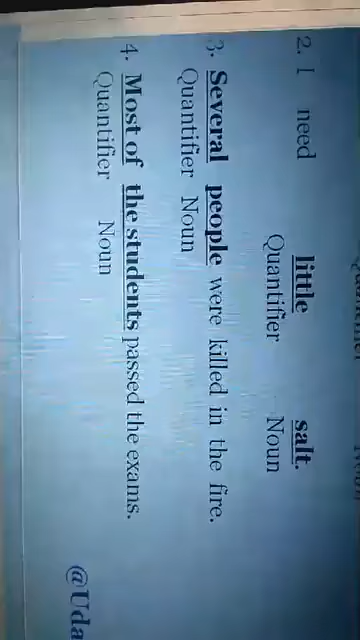 2. I need little salt.
Quantifier Noun
3. Several people were killed in the fire.
Quantifier Noun
4. Most of the students passed the exams.
Quantifier Noun